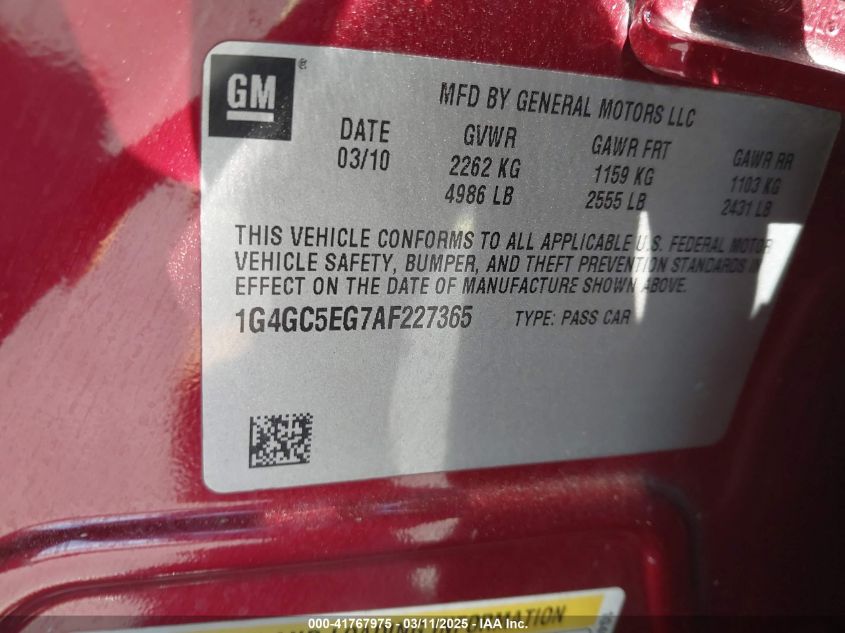 GM ®
MFD BY GENERAL MOTORS LLC
DATE GVWR GAWR FRT GAWR RR
03/10 2262 KG 1159 KG 1103 KG
4986 LB 2555 LB 2431 LB
THIS VEHICLE CONFORMS TO ALL APPLICABLE U.S. FEDERAL MOTOR
VEHICLE SAFETY, BUMPER, AND THEFT PREVENTION STANDARDS IN
EFFECT ON THE DATE OF MANUFACTURE SHOWN ABOVE.
1G4GC5EG7AF227365 TYPE: PASS CAR
AND LOADING INFORMATION
000-41767975 - 03/11/2025 - IAA Inc.